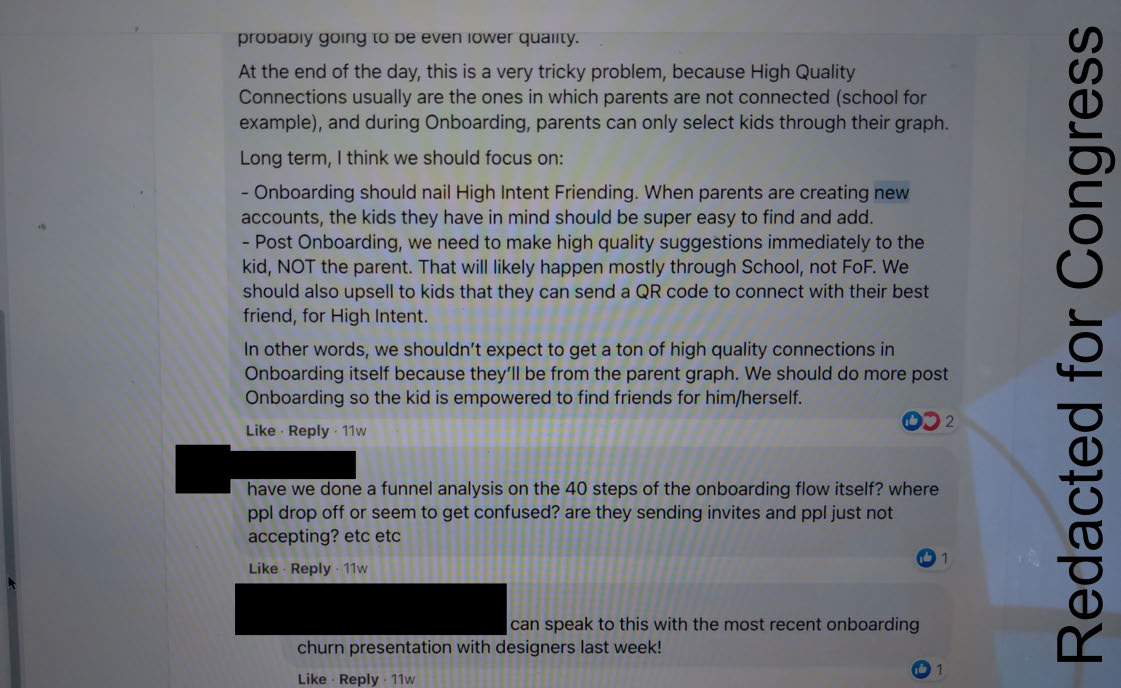 probably going to be even lower quality.
At the end of the day, this is a very tricky problem, because High Quality
Connections usually are the ones in which parents are not connected (school for
example), and during Onboarding, parents can only select kids through their graph.
Long term, I think we should focus on:
- Onboarding should nail High Intent Friending. When parents are creating new
accounts, the kids they have in mind should be super easy to find and add.
- Post Onboarding, we need to make high quality suggestions immediately to the
kid, NOT the parent. That will likely happen mostly through School, not FoF. We
should also upsell to kids that they can send a QR code to connect with their best
friend, for High Intent.
In other words, we shouldn't expect to get a ton of high quality connections in
Onboarding itself because they'll be from the parent graph. We should do more post
Onboarding so the kid is empowered to find friends for him/herself.
2
Like · Reply · 11w
have we done a funnel analysis on the 40 steps of the onboarding flow itself? where
ppl drop off or seem to get confused? are they sending invites and ppl just not
accepting? etc etc
1
Like · Reply · 11w
can speak to this with the most recent onboarding
churn presentation with designers last week!
1
Like · Reply · 11w
Redacted for Congress